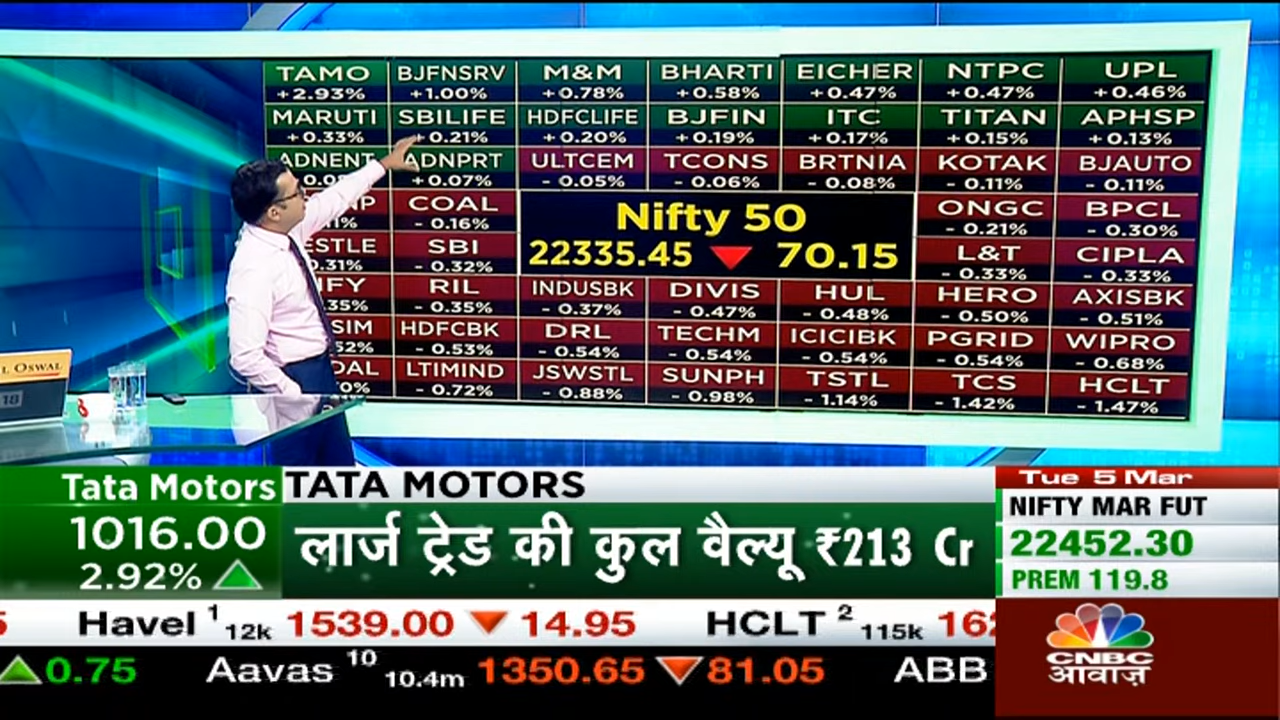 TAMO BJFNSRV M&M BHARTI EICHER NTPC UPL
+2.93% +1.00% +0.78% +0.58% +0.47% +0.47% +0.46%
MARUTI SBILIFE HDFCLIFE BJFIN ITC TITAN APHSP
+0.33% +0.21% +0.20% +0.19% +0.17% +0.15% +0.13%
ADNENT ADNPRT ULTCEM TCONS BRTNIA KOTAK BJAUTO
+0.07% - 0.05% - 0.06% - 0.08% - 0.11% - 0.11%
COAL Nifty 50 ONGC BPCL
- 0.16% - 0.21% - 0.30%
SBI 22335.45 70.15 L&T CIPLA
- 0.32% - 0.33% - 0.33%
RIL INDUSBK DIVIS HUL HERO AXISBK
- 0.35% - 0.37% - 0.47% - 0.48% - 0.50% - 0.51%
HDFCBK DRL TECHM ICICIBK PGRID WIPRO
- 0.53% - 0.54% - 0.54% - 0.54% - 0.54% - 0.68%
LTIMIND JSWSTL SUNPH TSTL TCS HCLT
- 0.72% - 0.88% - 0.98% - 1.14% - 1.42% - 1.47%
L OSWAL
18
8
Tata Motors
1016.00
2.92%
TATA MOTORS
लार्ज ट्रेड की कुल वैल्यू ₹213 Cr
Tue 5 Mar
NIFTY MAR FUT
22452.30
PREM 119.8
Havel 1 12k 1539.00 14.95 HCLT 2 115k
0.75 Aavas 10 10.4m 1350.65 81.05 ABB
CNBC
आवाज़